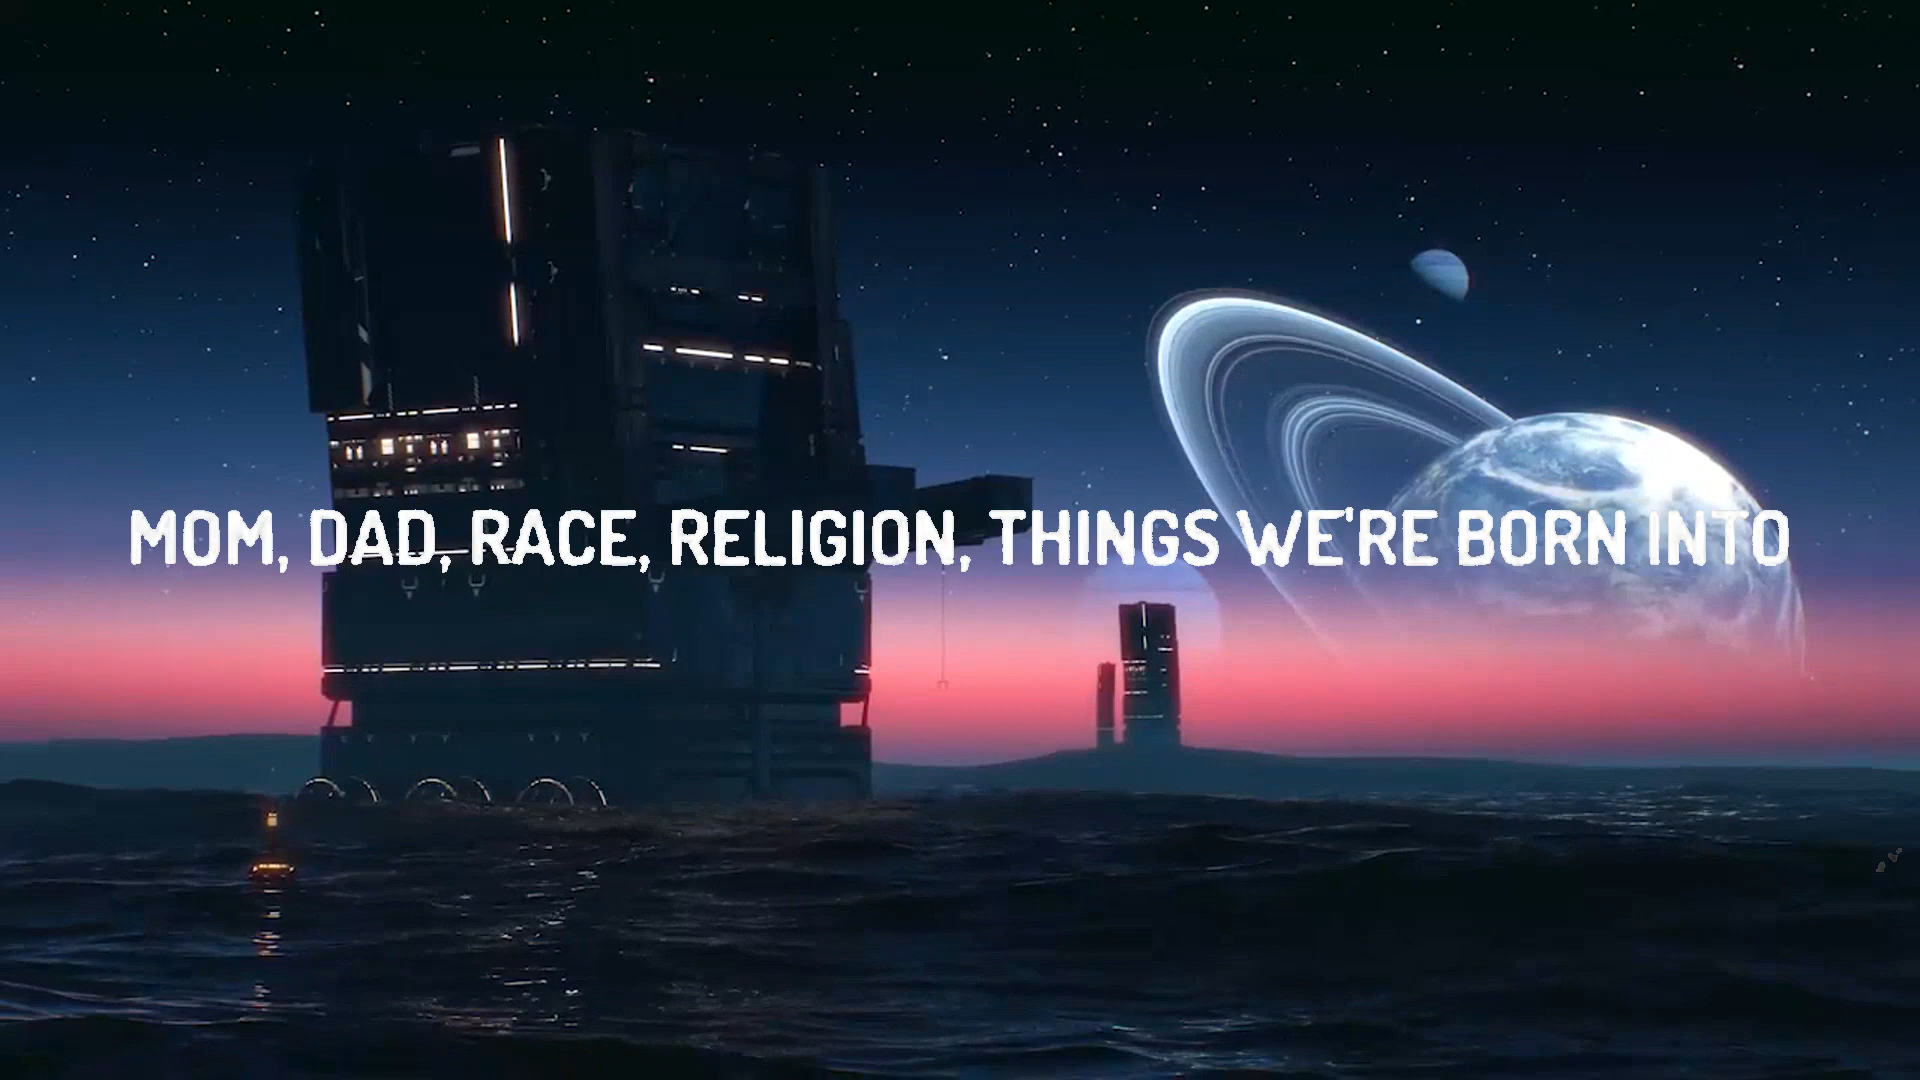 MOM, DAD, RACE, RELIGION, THINGS WE'RE BORN INTO